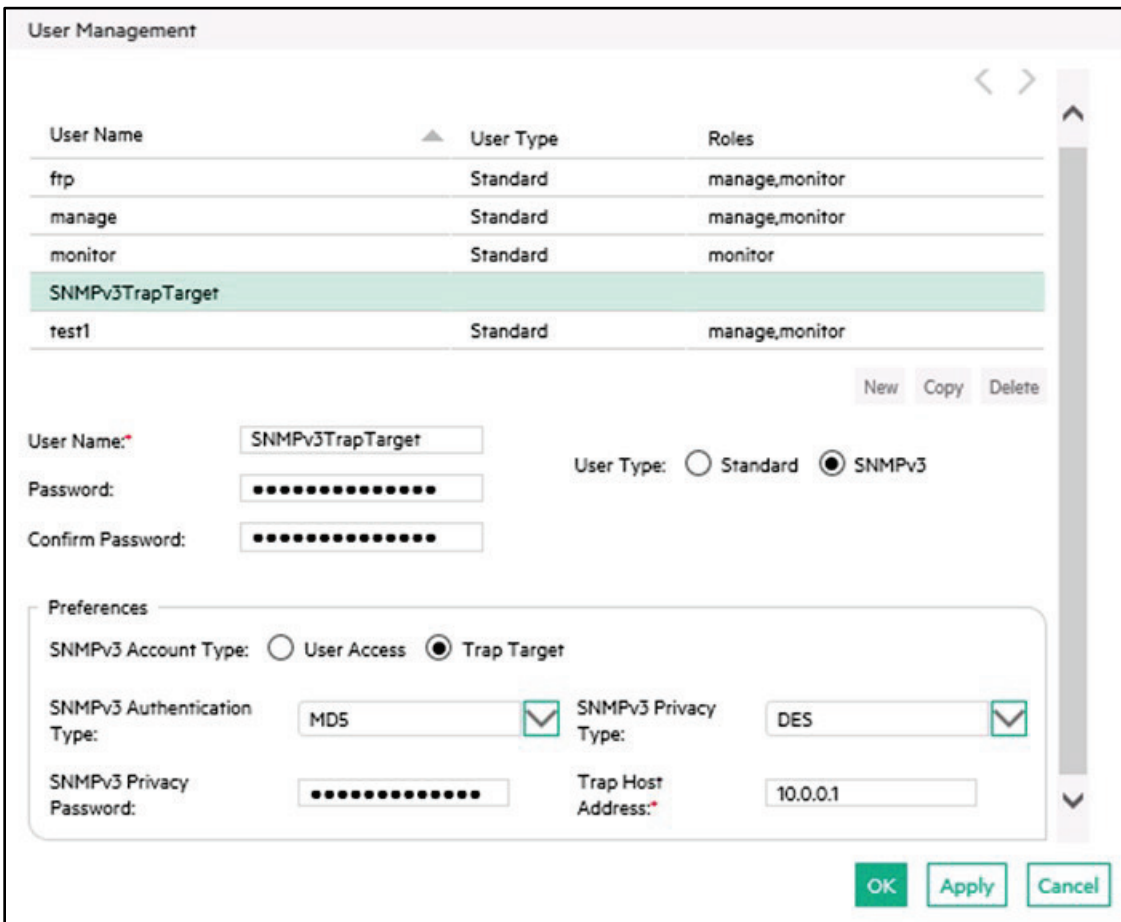 User Management
User Name User Type Roles
ftp Standard manage,monitor
manage Standard manage,monitor
monitor Standard monitor
SNMPv3TrapTarget
test1 Standard manage,monitor
New Copy Delete
User Name:* SNMPv3TrapTarget
User Type: Standard SNMPv3
Password: ●●●●●●●●●●●●●●
Confirm Password: ●●●●●●●●●●●●●●
Preferences
SNMPv3 Account Type: User Access Trap Target
SNMPv3 Authentication
Type: MD5
SNMPv3 Privacy
Type: DES
SNMPv3 Privacy
Password: ●●●●●●●●●●●●●
Trap Host
Address:* 10.0.0.1
OK Apply Cancel